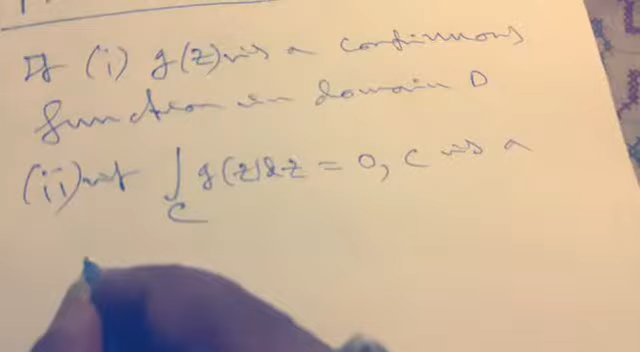 If (i) g(z) is a continuous
function in domain D
(ii) if ∫_C g(z)dz = 0, C is a